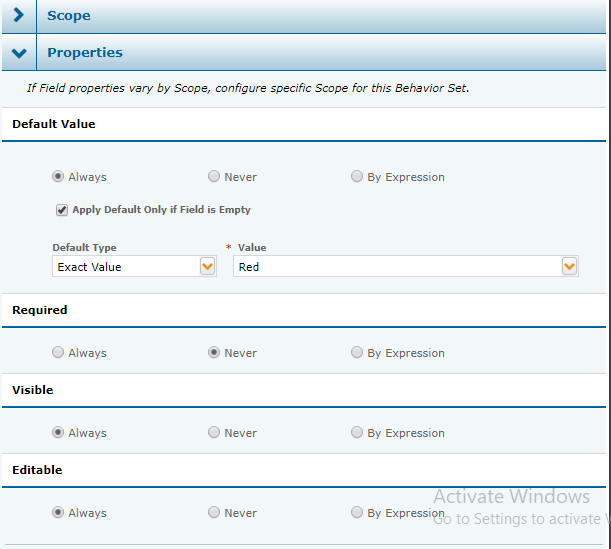 Scope
Properties
If Field properties vary by Scope, configure specific Scope for this Behavior Set.
Default Value
Always Never By Expression
Apply Default Only if Field is Empty
Default Type * Value
Exact Value Red
Required
Always Never By Expression
Visible
Always Never By Expression
Editable
Activate Windows
Always Never By Expression
Go to Settings to activate